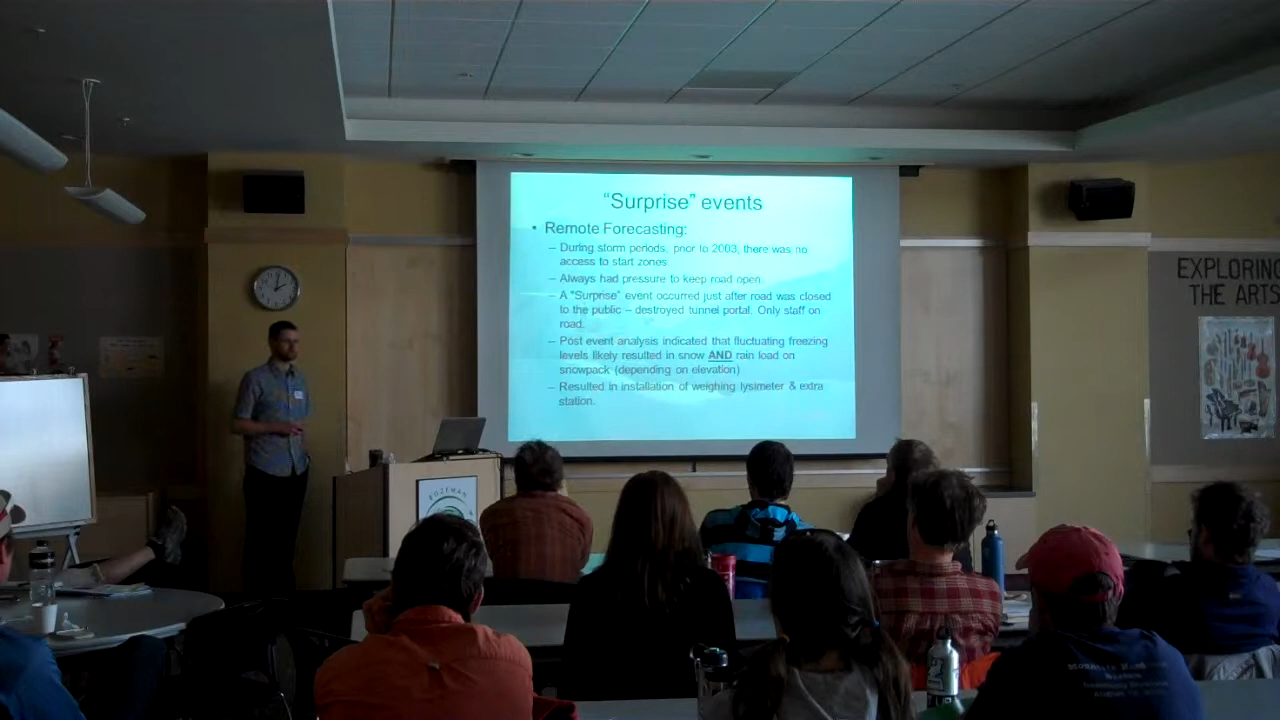 "Surprise" events
• Remote Forecasting:
– During storm periods, prior to 2003, there was no
access to start zones.
– Always had pressure to keep road open.
– A "Surprise" event occurred just after road was closed
to the public – destroyed tunnel portal. Only staff on
road.
– Post event analysis indicated that fluctuating freezing
levels likely resulted in snow AND rain load on
snowpack (depending on elevation)
– Resulted in installation of weighing lysimeter & extra
station.
EXPLORING
THE ARTS
BOZEMAN